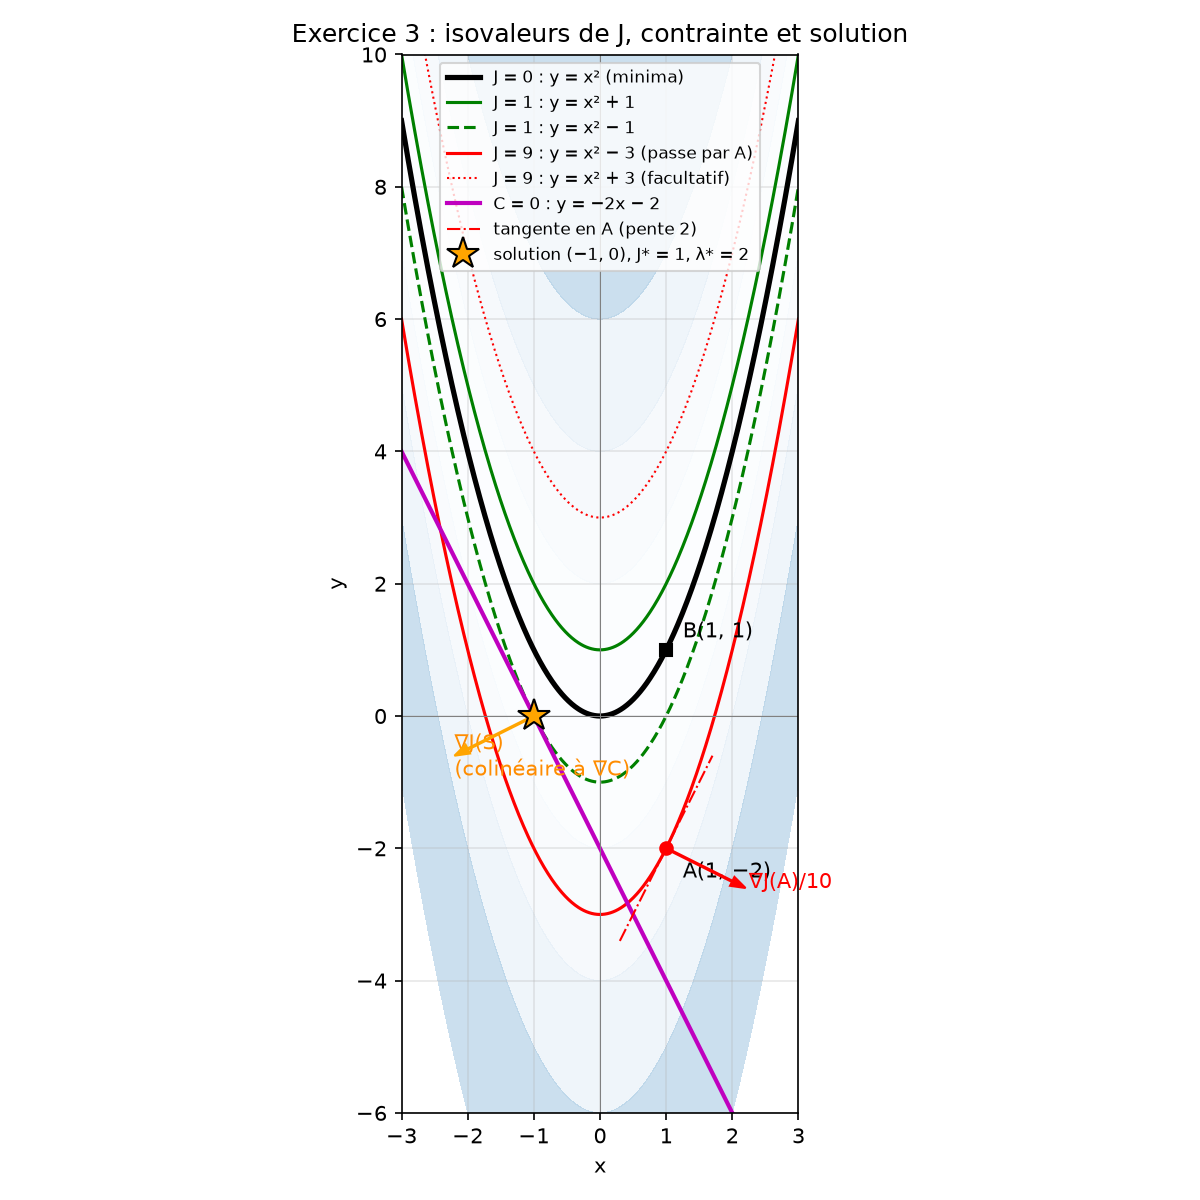 Exercice 3 : isovaleurs de J, contrainte et solution
J = 0 : y = x² (minima)
J = 1 : y = x² + 1
J = 1 : y = x² − 1
J = 9 : y = x² − 3 (passe par A)
J = 9 : y = x² + 3 (facultatif)
C = 0 : y = −2x − 2
tangente en A (pente 2)
solution (−1, 0), J* = 1, λ* = 2
10
8
6
4
2
0
−2
−4
−6
y
B(1, 1)
∇J(S)
(colinéaire à ∇C)
A(1, −2)
∇J(A)/10
−3 −2 −1 0 1 2 3
x